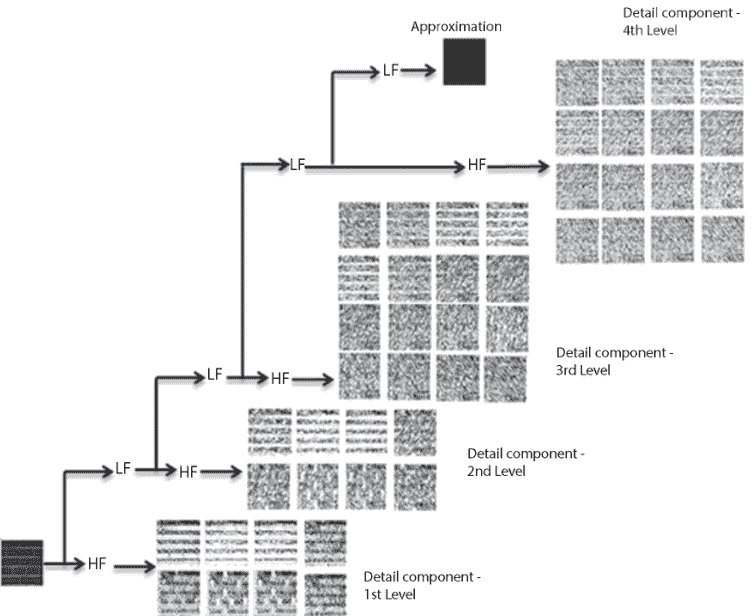 Detail component -
4th Level
Approximation
LF
LF
HF
Detail component -
3rd Level
LF
HF
Detail component -
2nd Level
LF
HF
HF
Detail component -
1st Level